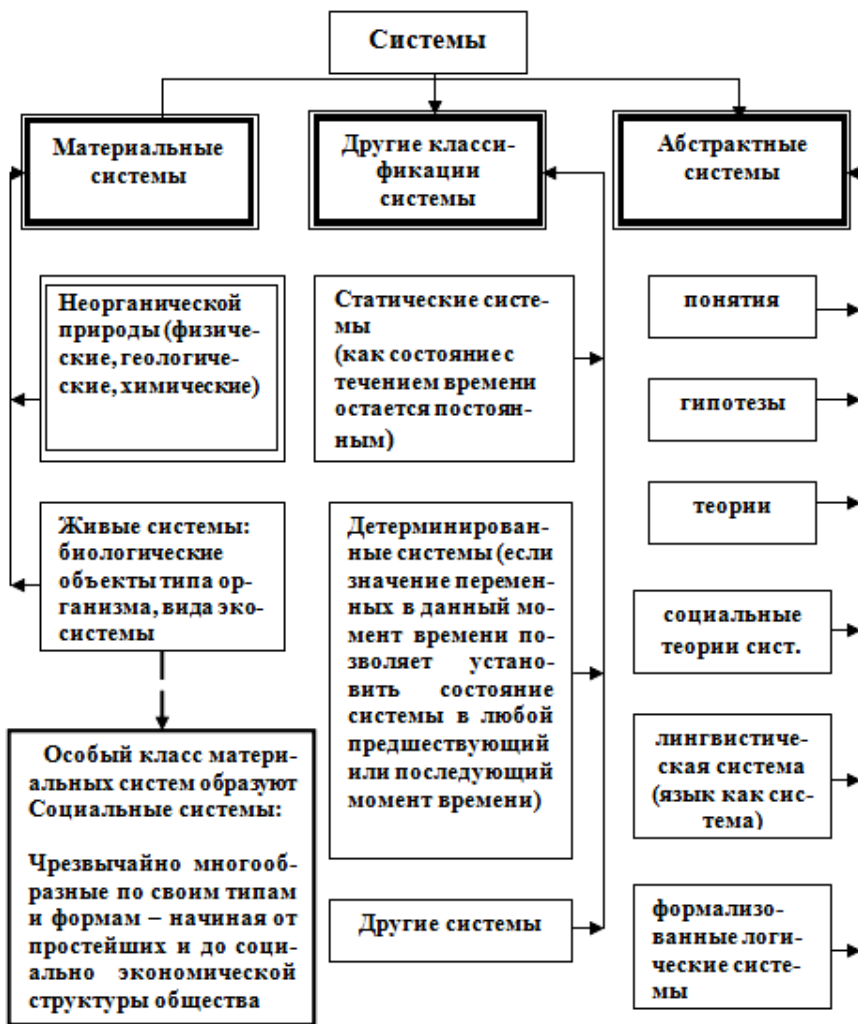 Системы
Материальные
системы
Другие класси-
фикации
системы
Абстрактные
системы
Неорганической
природы (физиче-
ские, геологиче-
ские, химические)
Живые системы:
биологические
объекты типа ор-
ганизма, вида эко-
системы
Особый класс матери-
альных систем образуют
Социальные системы:
Чрезвычайно многооб-
разные по своим типам
и формам – начиная от
простейших и до соци-
ально экономической
структуры общества
Статические систе-
мы
(как состояние с
течением времени
остается постоян-
ным)
Детерминирован-
ные системы (если
значение перемен-
ных в данный мо-
мент времени по-
зволяет устано-
вить состояние
системы в любой
предшествующий
или последующий
момент времени)
Другие системы
понятия
гипотезы
теории
социальные
теории сист.
лингвистиче-
ская система
(язык как сис-
тема)
формализо-
ванные логи-
ческие систе-
мы